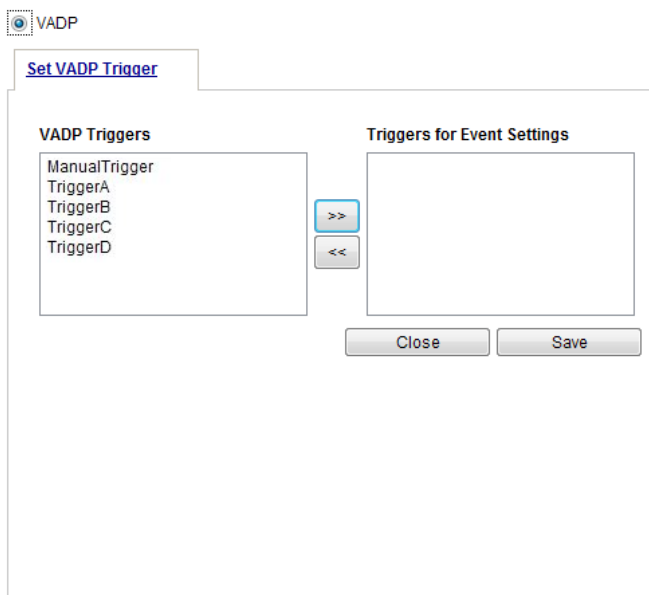 VADP
Set VADP Trigger
VADP Triggers
Triggers for Event Settings
ManualTrigger
TriggerA
TriggerB
TriggerC
TriggerD
>>
<<
Close
Save